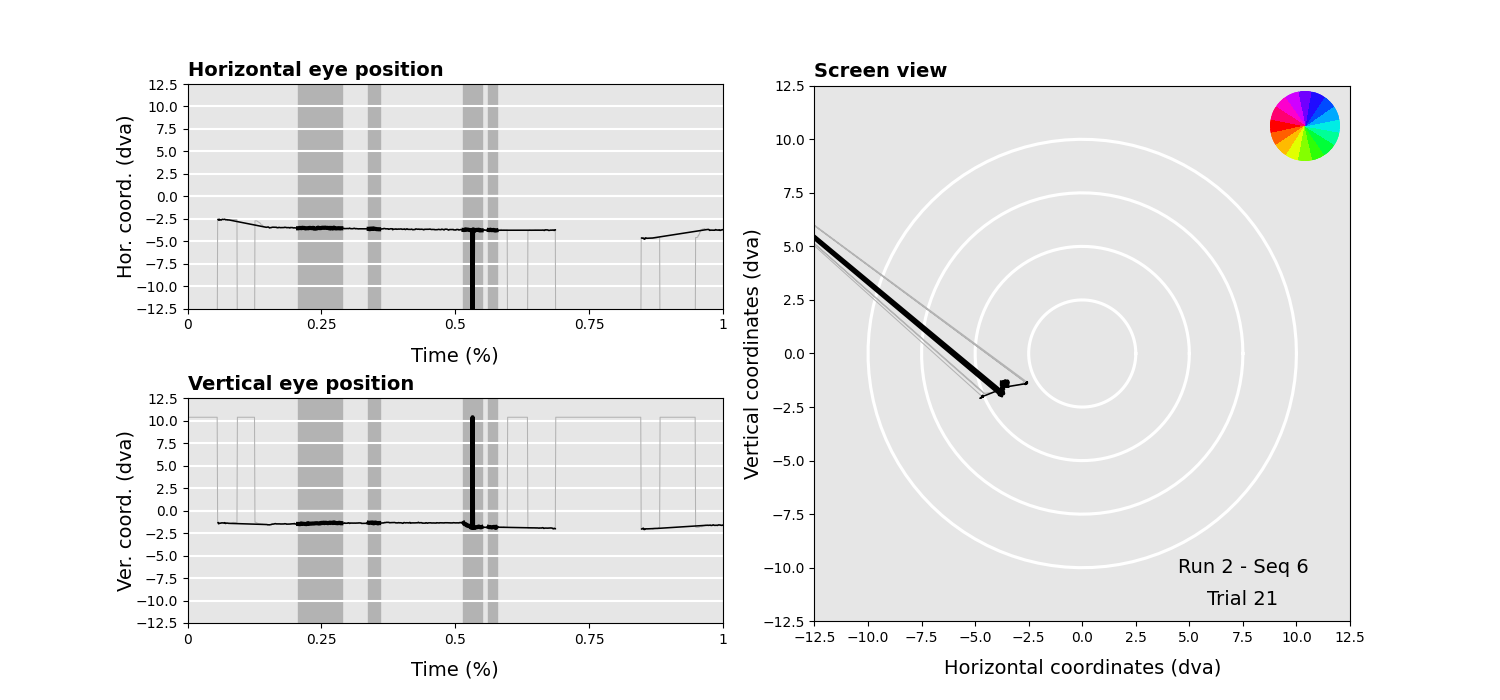 Horizontal eye position
12.5
10.0
7.5
5.0
2.5
0.0
−2.5
−5.0
−7.5
−10.0
−12.5
Hor. coord. (dva)
0 0.25 0.5 0.75 1
Time (%)
Vertical eye position
12.5
10.0
7.5
5.0
2.5
0.0
−2.5
−5.0
−7.5
−10.0
−12.5
Ver. coord. (dva)
0 0.25 0.5 0.75 1
Time (%)
Screen view
12.5
10.0
7.5
5.0
2.5
0.0
−2.5
−5.0
−7.5
−10.0
−12.5
Vertical coordinates (dva)
Run 2 - Seq 6
Trial 21
−12.5 −10.0 −7.5 −5.0 −2.5 0.0 2.5 5.0 7.5 10.0 12.5
Horizontal coordinates (dva)